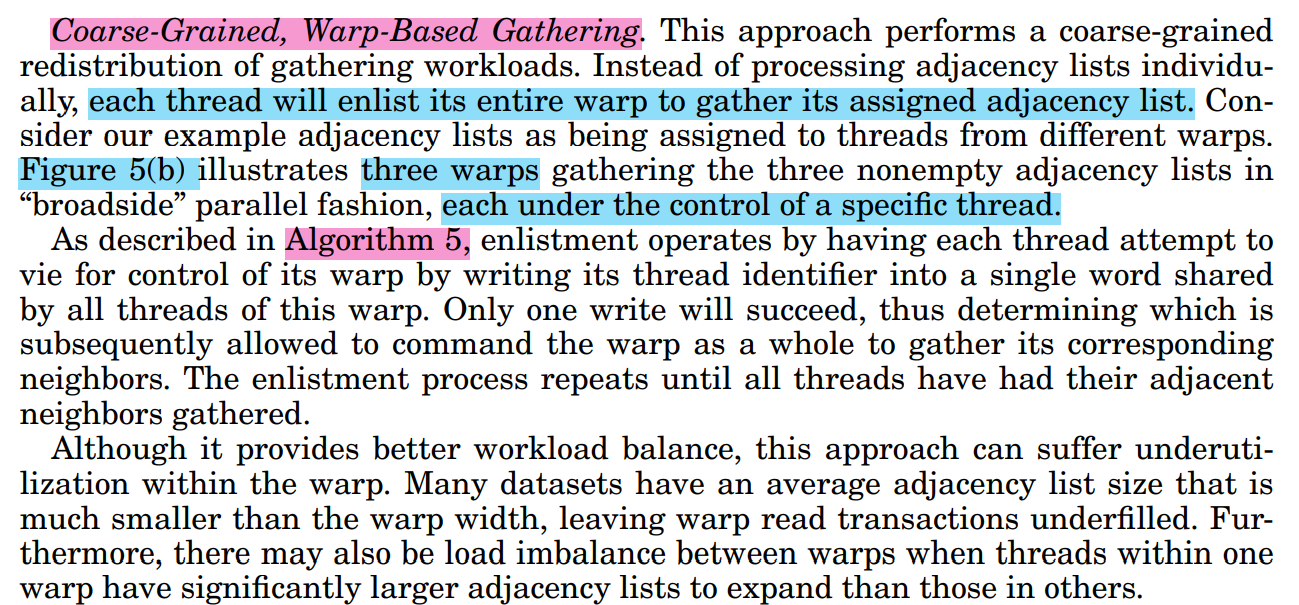 Coarse-Grained, Warp-Based Gathering. This approach performs a coarse-grained
redistribution of gathering workloads. Instead of processing adjacency lists individu-
ally, each thread will enlist its entire warp to gather its assigned adjacency list. Con-
sider our example adjacency lists as being assigned to threads from different warps.
Figure 5(b) illustrates three warps gathering the three nonempty adjacency lists in
“broadside” parallel fashion, each under the control of a specific thread.
As described in Algorithm 5, enlistment operates by having each thread attempt to
vie for control of its warp by writing its thread identifier into a single word shared
by all threads of this warp. Only one write will succeed, thus determining which is
subsequently allowed to command the warp as a whole to gather its corresponding
neighbors. The enlistment process repeats until all threads have had their adjacent
neighbors gathered.
Although it provides better workload balance, this approach can suffer underuti-
lization within the warp. Many datasets have an average adjacency list size that is
much smaller than the warp width, leaving warp read transactions underfilled. Fur-
thermore, there may also be load imbalance between warps when threads within one
warp have significantly larger adjacency lists to expand than those in others.